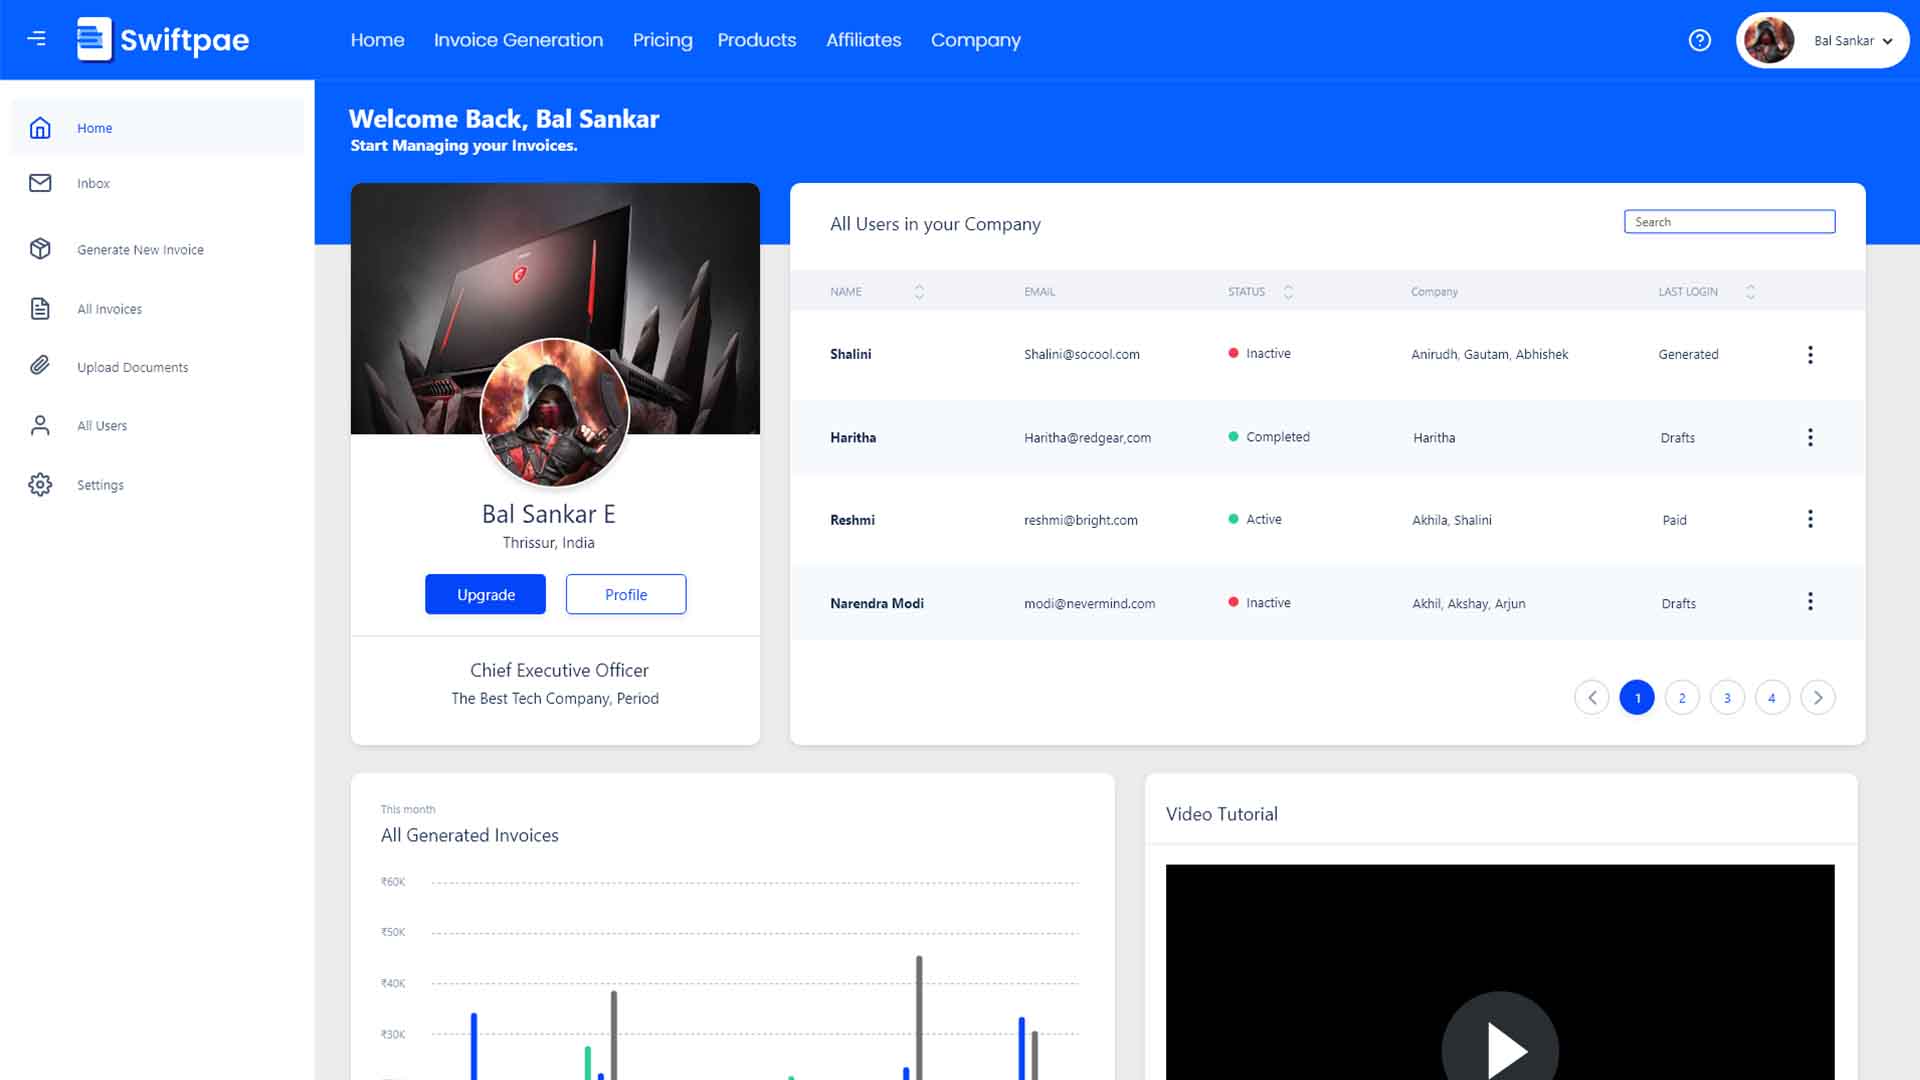 Swiftpae
Home Invoice Generation Pricing Products Affiliates Company
Bal Sankar
Home
Inbox
Generate New Invoice
All Invoices
Upload Documents
All Users
Settings
Welcome Back, Bal Sankar
Start Managing your Invoices.
Bal Sankar E
Thrissur, India
Upgrade Profile
Chief Executive Officer
The Best Tech Company, Period
All Users in your Company
Search
NAME EMAIL STATUS Company LAST LOGIN
Shalini Shalini@socool.com Inactive Anirudh, Gautam, Abhishek Generated
Haritha Haritha@redgear,com Completed Haritha Drafts
Reshmi reshmi@bright.com Active Akhila, Shalini Paid
Narendra Modi modi@nevermind.com Inactive Akhil, Akshay, Arjun Drafts
1 2 3 4
This month
All Generated Invoices
₹60K
₹50K
₹40K
₹30K
Video Tutorial